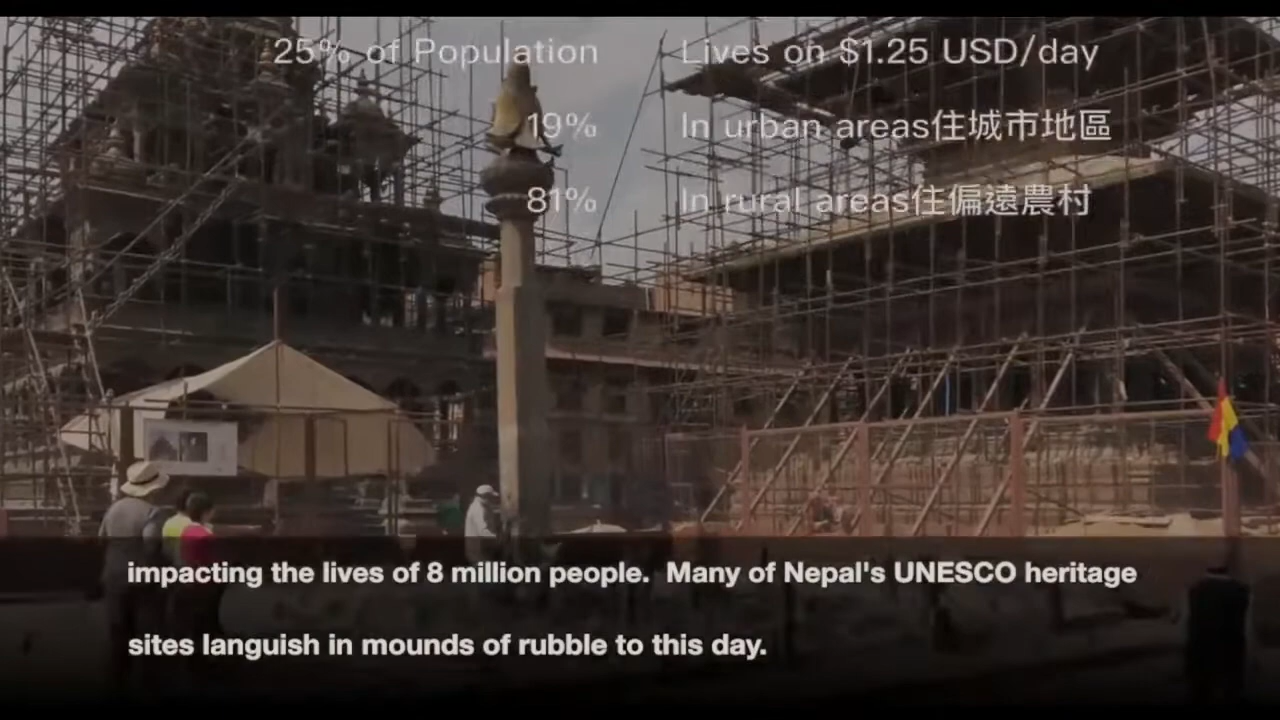 25% of Population Lives on $1.25 USD/day
19% In urban areas住城市地區
81% In rural areas住偏遠農村
impacting the lives of 8 million people. Many of Nepal's UNESCO heritage
sites languish in mounds of rubble to this day.